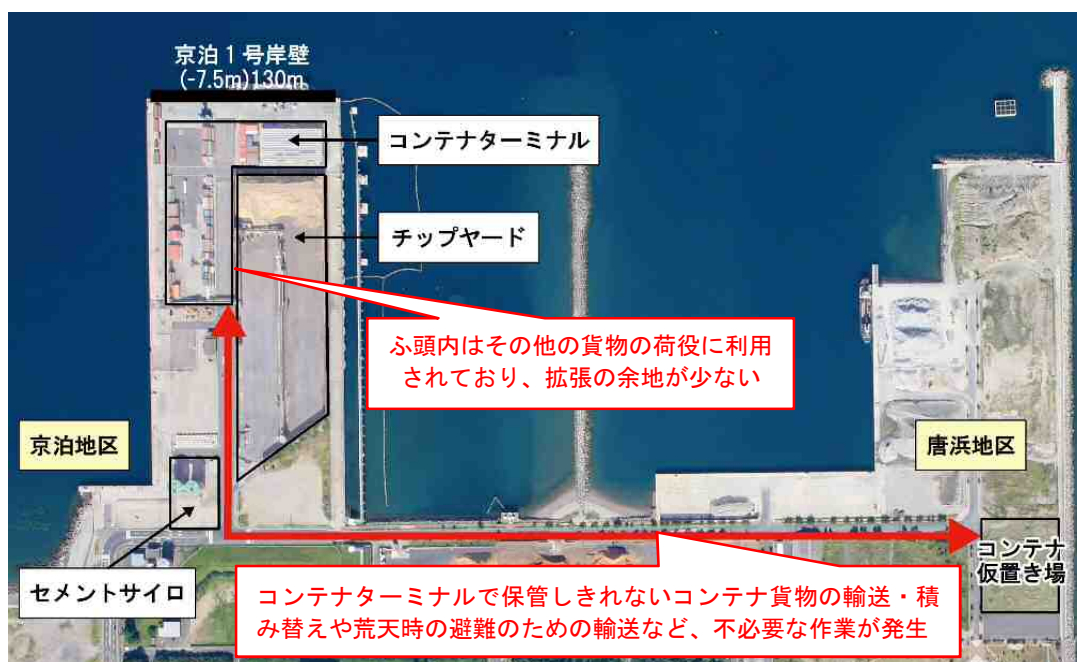 京泊１号岸壁
(-7.5m)130m
コンテナターミナル
チップヤード
ふ頭内はその他の貨物の荷役に利用
されており、拡張の余地が少ない
京泊地区
唐浜地区
コンテナ
仮置き場
セメントサイロ
コンテナターミナルで保管しきれないコンテナ貨物の輸送・積
み替えや荒天時の避難のための輸送など、不必要な作業が発生